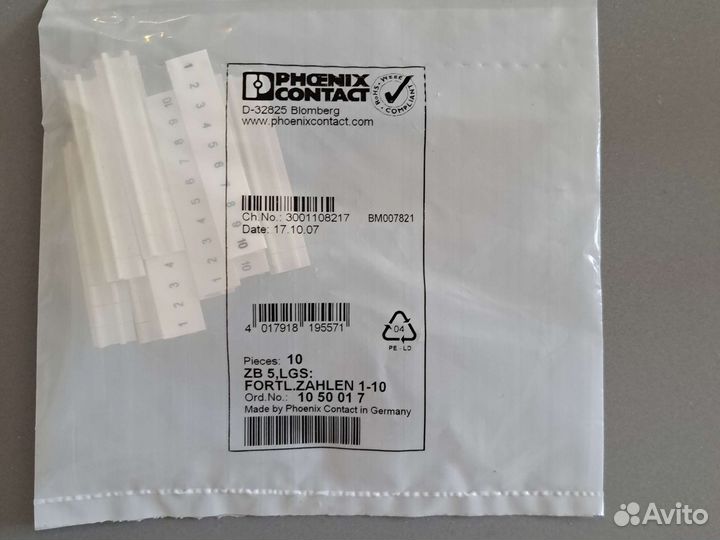 PHŒNIX
CONTACT
RoHS · WEEE
COMPLIANT
D-32825 Blomberg
www.phoenixcontact.com
Ch.No.: 3001108217 BM007821
Date: 17.10.07
4 017918 195571
04
PE-LD
Pieces: 10
ZB 5,LGS:
FORTL.ZAHLEN 1-10
Ord.No.: 10 50 01 7
Made by Phoenix Contact in Germany
Avito